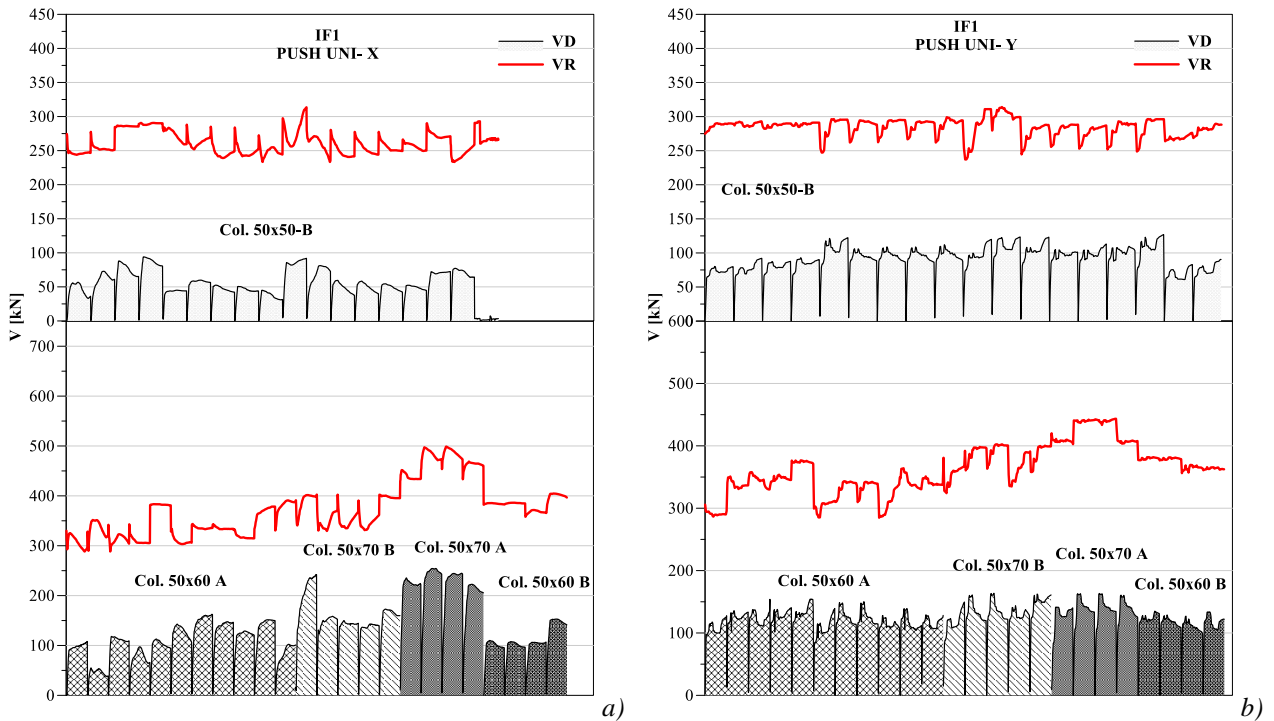 IF1
PUSH UNI- X
VD
VR
450
400
350
300
250
200
150
100
50
0
Col. 50x50-B
V [kN]
700
600
500
400
300
200
100
0
Col. 50x60 A
Col. 50x70 B
Col. 50x70 A
Col. 50x60 B
a)
IF1
PUSH UNI- Y
VD
VR
450
400
350
300
250
200
150
100
50
600
Col. 50x50-B
V [kN]
500
400
300
200
100
0
Col. 50x60 A
Col. 50x70 B
Col. 50x70 A
Col. 50x60 B
b)